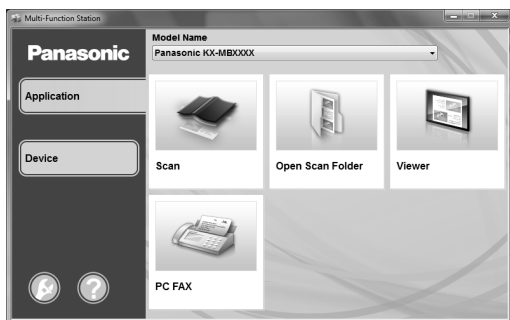 Multi-Function Station
Panasonic
Model Name
Panasonic KX-MBXXXX
Application
Device
Scan
Open Scan Folder
Viewer
PC FAX
?